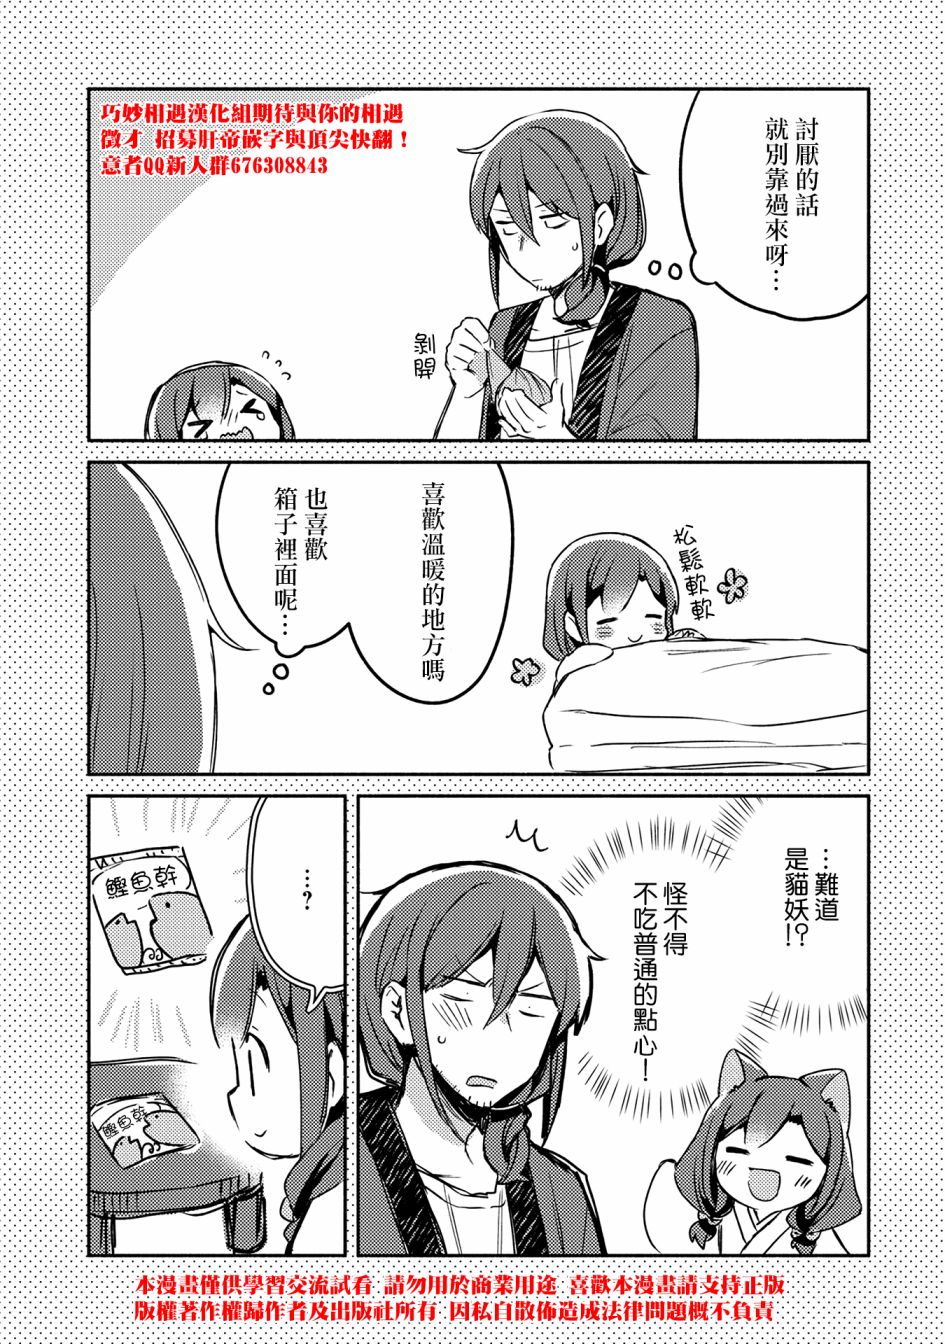 巧妙相遇漢化組期待與你的相遇
徵才 招募肝帝嵌字與頂尖快翻！
意者QQ新人群676308843
討厭的話
就別靠過來呀…
剝開
松鬆軟軟
喜歡溫暖的地方嗎
也喜歡
箱子裡面呢…
…難道
是貓妖!?
怪不得
不吃普通的點心！
…?
鰹魚幹
鰹魚幹
本漫畫僅供學習交流試看 請勿用於商業用途 喜歡本漫畫請支持正版
版權著作權歸作者及出版社所有 因私自散佈造成法律問題概不負責